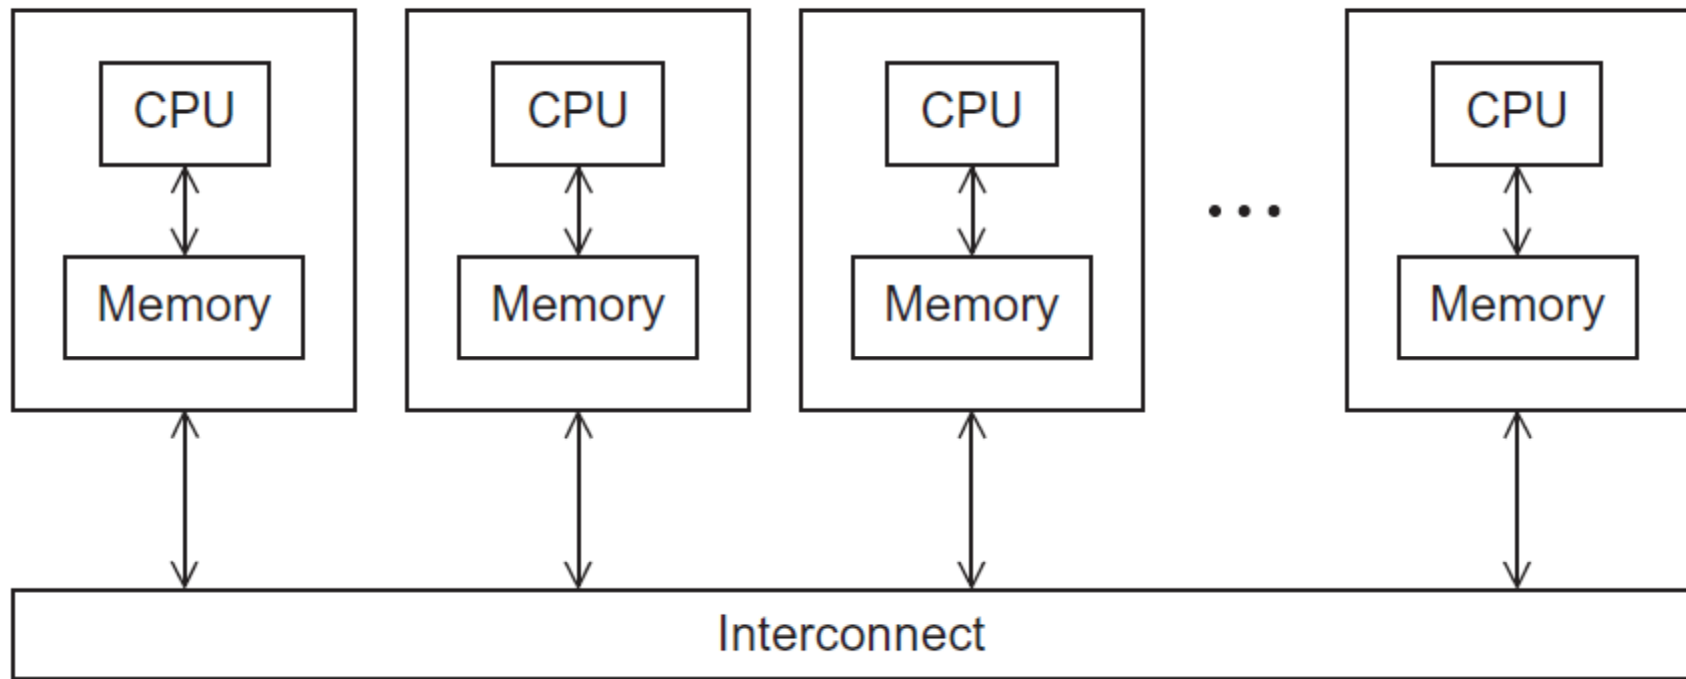 CPU
CPU
CPU
CPU
Memory
Memory
Memory
Memory
Interconnect